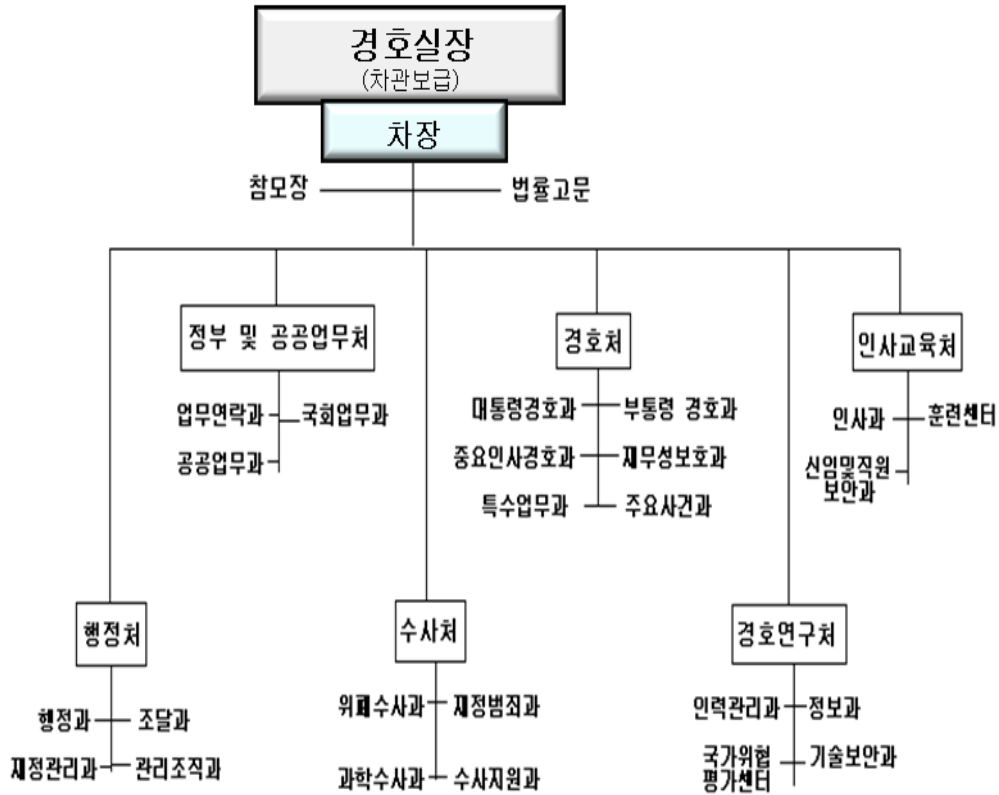 경호실장
(차관보급)
차장
참모장
법률고문
정부 및 공공업무처
업무연락과
국회업무과
공공업무과
경호처
대통령경호과
부통령 경호과
중요인사경호과
재무성보호과
특수업무과
주요사건과
인사교육처
인사과
훈련센터
신임및직원
보안과
행정처
행정과
조달과
재정관리과
관리조직과
수사처
위폐수사과
재정범죄과
과학수사과
수사지원과
경호연구처
인력관리과
정보과
국가위협
평가센터
기술보안과